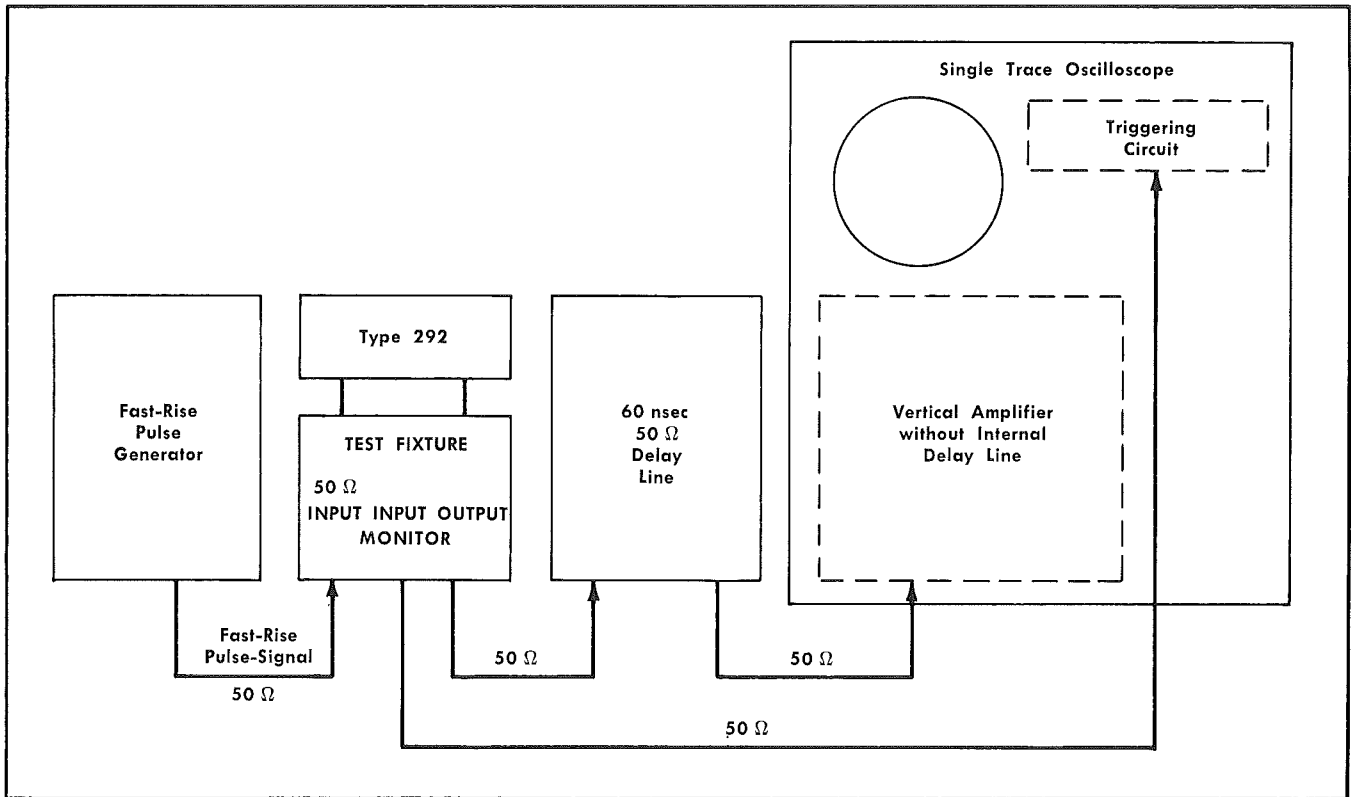 Single Trace Oscilloscope
Triggering
Circuit
Type 292
Fast-Rise
Pulse
Generator
TEST FIXTURE
50 Ω
INPUT INPUT OUTPUT
MONITOR
60 nsec
50 Ω
Delay
Line
Vertical Amplifier
without Internal
Delay Line
Fast-Rise
Pulse-Signal
50 Ω
50 Ω
50 Ω
50 Ω